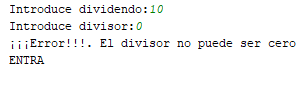 Introduce dividendo:10
Introduce divisor:0
¡¡¡Error!!!. El divisor no puede ser cero
ENTRA